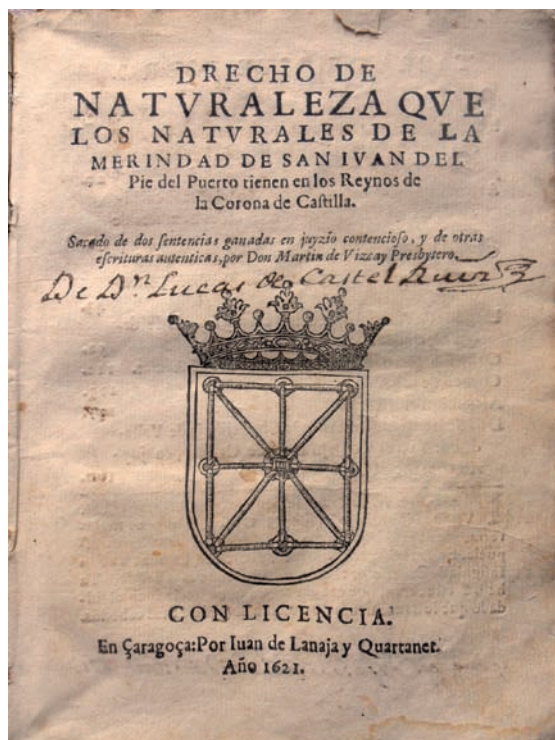 DRECHO DE
NATVRALEZA QVE
LOS NATVRALES DE LA
MERINDAD DE SAN IVAN DEL
Pie del Puerto tienen en los Reynos de
la Corona de Caſtilla.
Sacado de dos ſentencias ganadas en juyzio contencioſo, y de otras
eſcrituras autenticas, por Don Martin de Vizcay Presbytero.
De Dn. Lucas de Castel Ruiz
CON LICENCIA.
En Çaragoça: Por Iuan de Lanaja y Quartanet.
Año 1621.